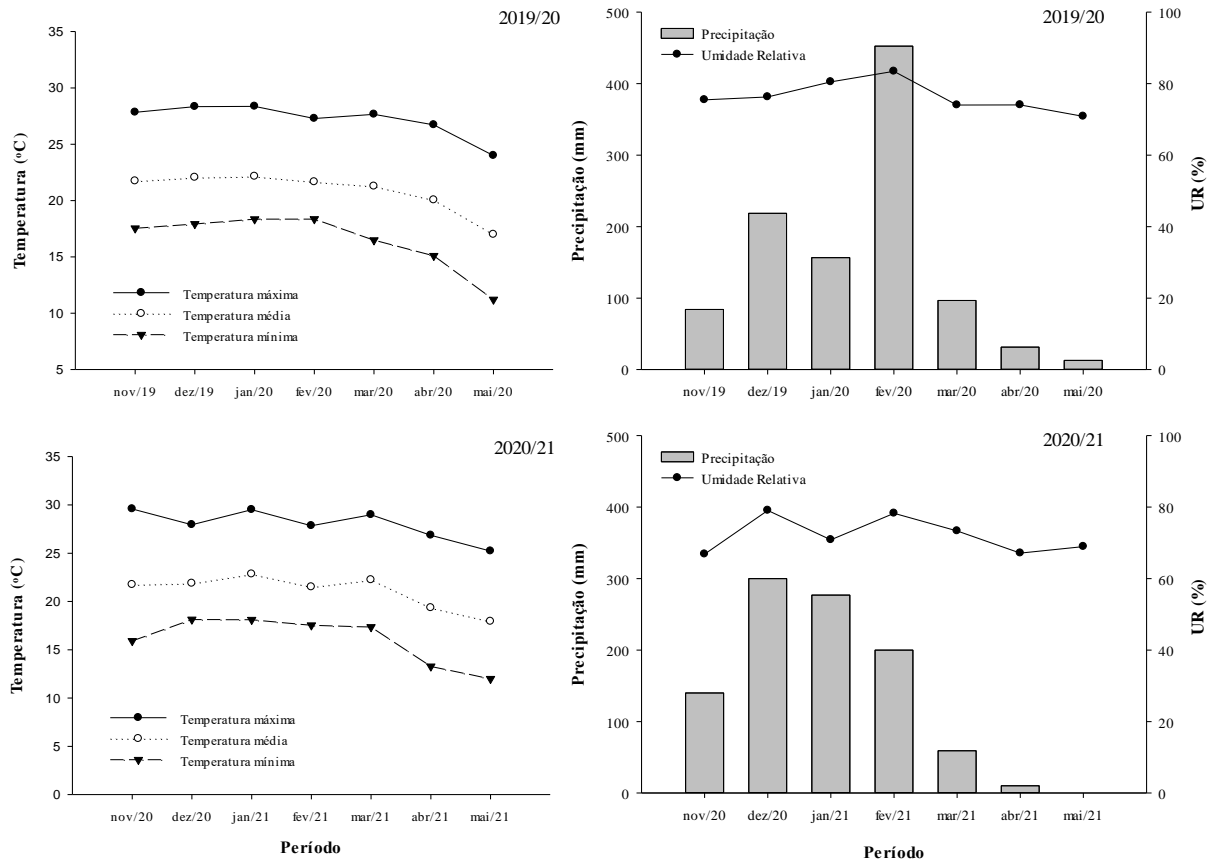 2019/20
35
30
25
20
15
10
5
Temperatura (°C)
Temperatura máxima
Temperatura média
Temperatura mínima
nov/19 dez/19 jan/20 fev/20 mar/20 abr/20 mai/20
2019/20
500
400
300
200
100
0
Precipitação (mm)
Precipitação
Umidade Relativa
100
80
60
40
20
0
UR (%)
nov/19 dez/19 jan/20 fev/20 mar/20 abr/20 mai/20
2020/21
35
30
25
20
15
10
5
0
Temperatura (°C)
Temperatura máxima
Temperatura média
Temperatura mínima
nov/20 dez/20 jan/21 fev/21 mar/21 abr/21 mai/21
Período
2020/21
500
400
300
200
100
0
Precipitação (mm)
Precipitação
Umidade Relativa
100
80
60
40
20
0
UR (%)
nov/20 dez/20 jan/21 fev/21 mar/21 abr/21 mai/21
Período